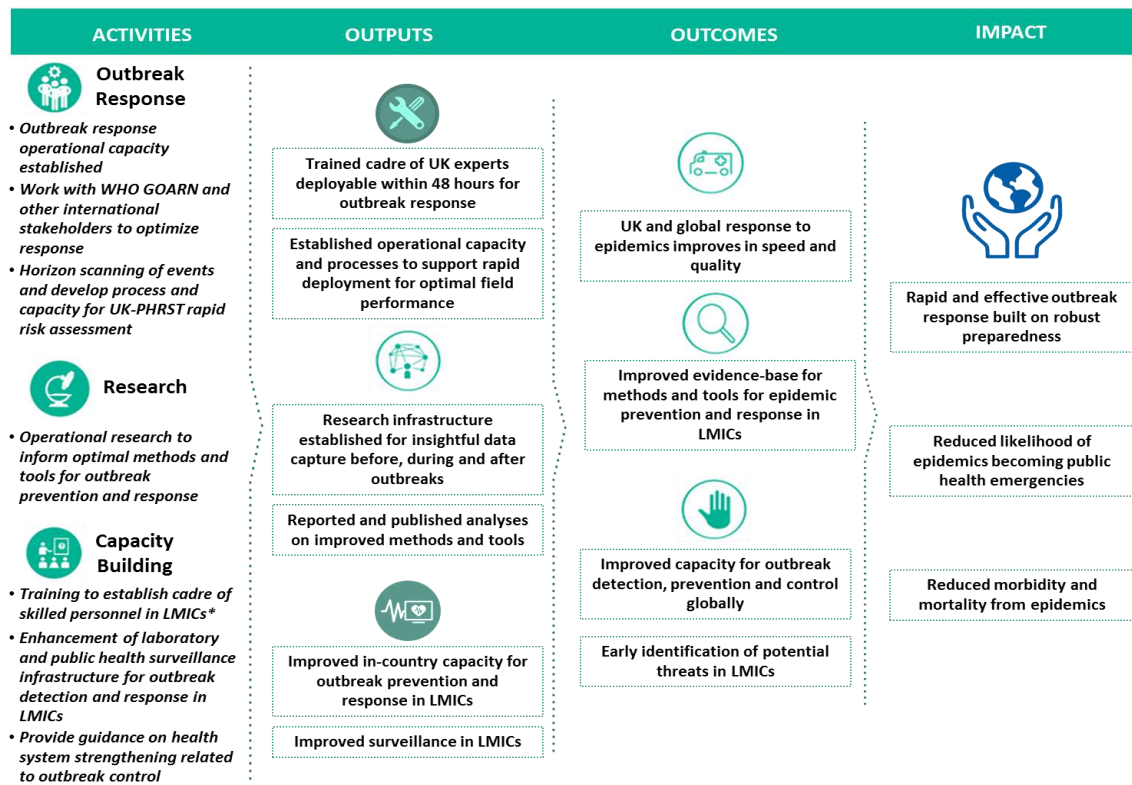 ACTIVITIES
OUTPUTS
OUTCOMES
IMPACT
Outbreak
Response
• Outbreak response
operational capacity
established
• Work with WHO GOARN and
other international
stakeholders to optimize
response
• Horizon scanning of events
and develop process and
capacity for UK-PHRST rapid
risk assessment
Research
• Operational research to
inform optimal methods and
tools for outbreak
prevention and response
Capacity
Building
• Training to establish cadre of
skilled personnel in LMICs*
• Enhancement of laboratory
and public health surveillance
infrastructure for outbreak
detection and response in
LMICs
• Provide guidance on health
system strengthening related
to outbreak control
Trained cadre of UK experts
deployable within 48 hours for
outbreak response
Established operational capacity
and processes to support rapid
deployment for optimal field
performance
Research infrastructure
established for insightful data
capture before, during and after
outbreaks
Reported and published analyses
on improved methods and tools
Improved in-country capacity for
outbreak prevention and
response in LMICs
Improved surveillance in LMICs
UK and global response to
epidemics improves in speed and
quality
Improved evidence-base for
methods and tools for epidemic
prevention and response in
LMICs
Improved capacity for outbreak
detection, prevention and control
globally
Early identification of potential
threats in LMICs
Rapid and effective outbreak
response built on robust
preparedness
Reduced likelihood of
epidemics becoming public
health emergencies
Reduced morbidity and
mortality from epidemics